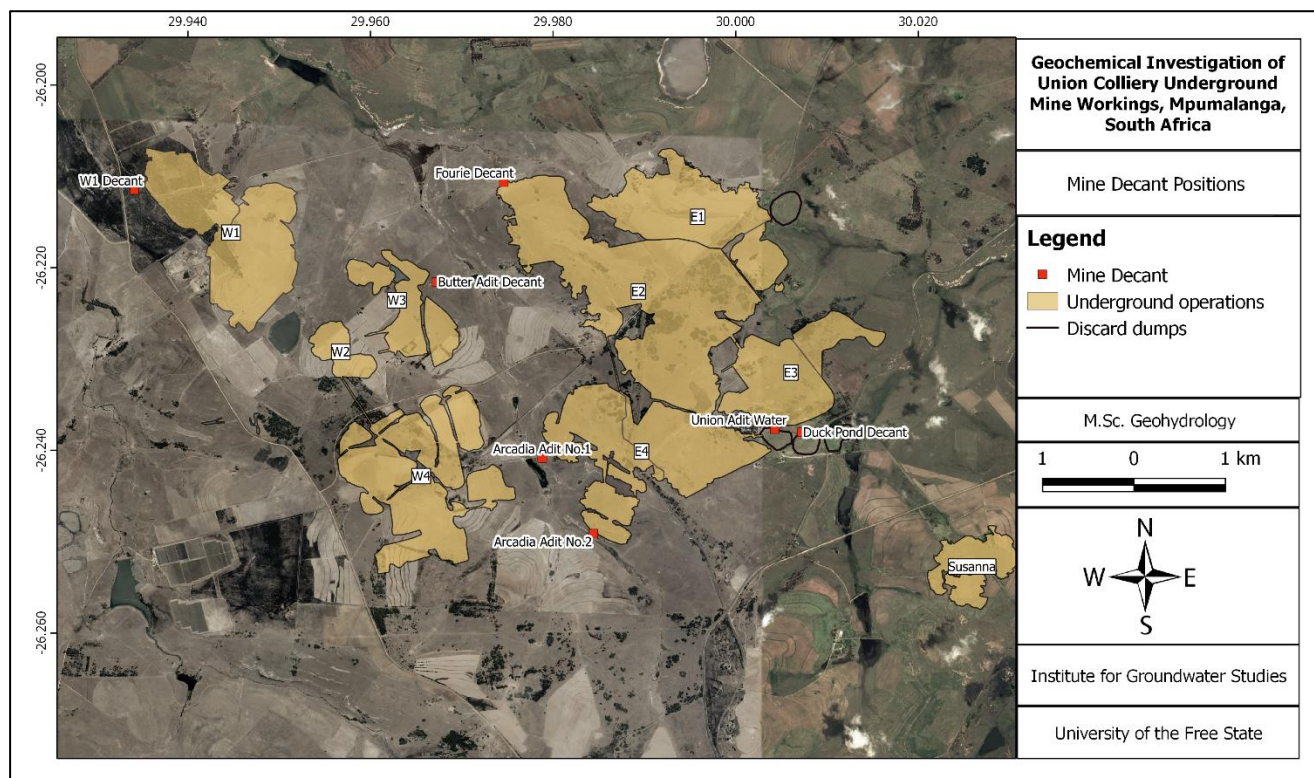 29.940
29.960
29.980
30.000
30.020
-26.200
-26.220
-26.240
-26.260
W1 Decant
Fourie Decant
E1
W1
Butter Adit Decant
E2
W3
W2
E3
Union Adit Water
Duck Pond Decant
Arcadia Adit No.1
E4
W4
Arcadia Adit No.2
Susanna
Geochemical Investigation of
Union Colliery Underground
Mine Workings, Mpumalanga,
South Africa
Mine Decant Positions
Legend
Mine Decant
Underground operations
Discard dumps
M.Sc. Geohydrology
1 0 1 km
N
W E
S
Institute for Groundwater Studies
University of the Free State